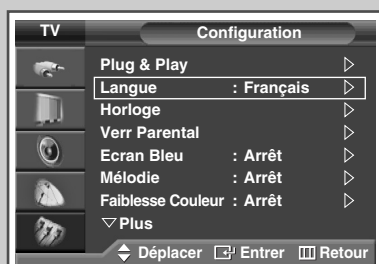 TV Configuration
Plug & Play
Langue : Français
Horloge
Verr Parental
Ecran Bleu : Arrêt
Mélodie : Arrêt
Faiblesse Couleur : Arrêt
▽Plus
Déplacer Entrer Retour